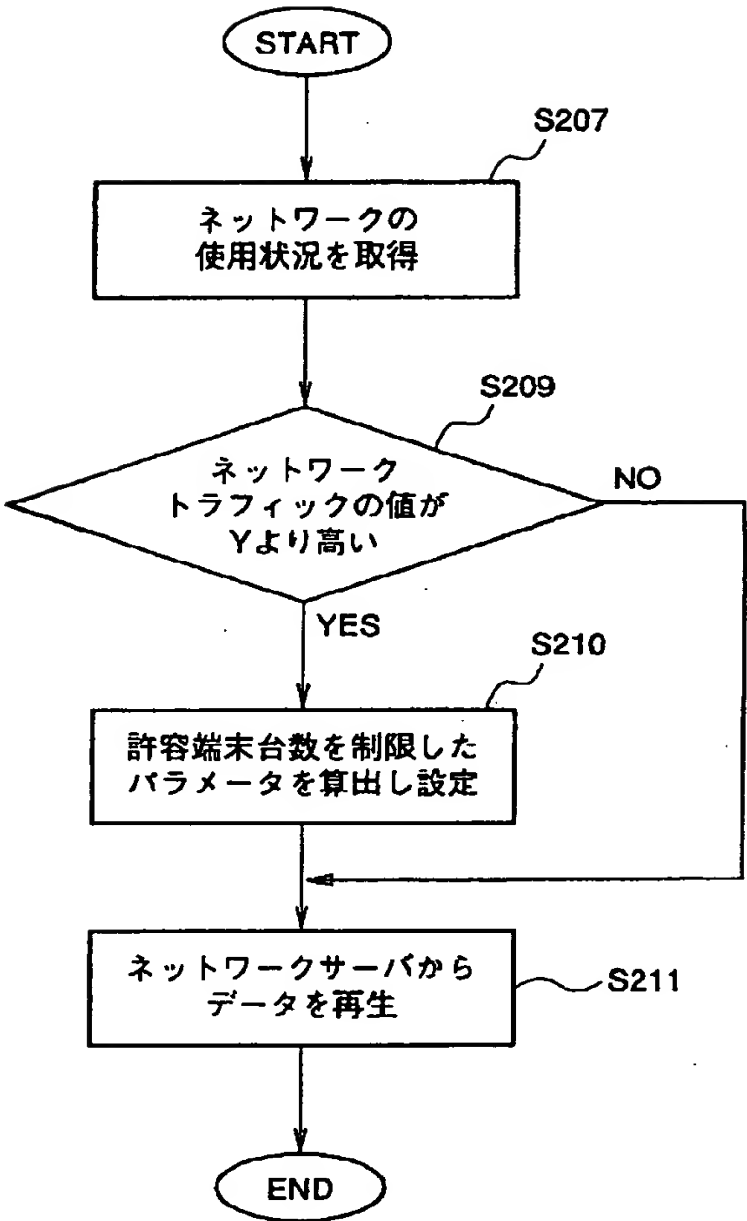 START
S207
ネットワークの
使用状況を取得
S209
ネットワーク
トラフィックの値が
Yより高い
NO
YES
S210
許容端末台数を制限した
パラメータを算出し設定
ネットワークサーバから
データを再生
S211
END